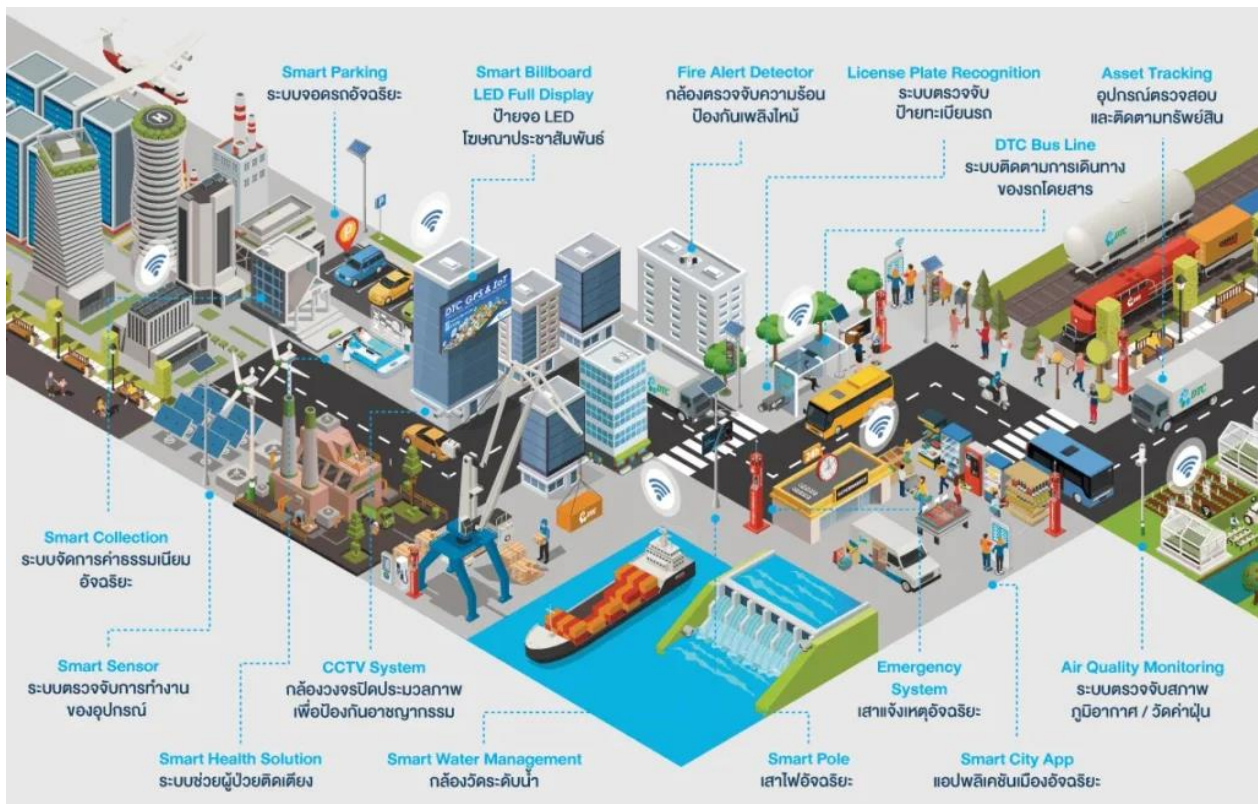 Smart Parking
ระบบจอดรถอัจฉริยะ
Smart Billboard
LED Full Display
ป้ายจอ LED
โฆษณาประชาสัมพันธ์
Fire Alert Detector
กล้องตรวจจับความร้อน
ป้องกันเพลิงไหม้
License Plate Recognition
ระบบตรวจจับ
ป้ายทะเบียนรถ
Asset Tracking
อุปกรณ์ตรวจสอบ
และติดตามทรัพย์สิน
DTC Bus Line
ระบบติดตามการเดินทาง
ของรถโดยสาร
H
P
P
DTC GPS & IoT
DTC
DTC
DTC
Smart Collection
ระบบจัดการค่าธรรมเนียม
อัจฉริยะ
Smart Sensor
ระบบตรวจจับการทำงาน
ของอุปกรณ์
CCTV System
กล้องวงจรปิดประมวลภาพ
เพื่อป้องกันอาชญากรรม
Emergency
System
เสาแจ้งเหตุอัจฉริยะ
Air Quality Monitoring
ระบบตรวจจับสภาพ
ภูมิอากาศ / วัดค่าฝุ่น
Smart Health Solution
ระบบช่วยผู้ป่วยติดเตียง
Smart Water Management
กล้องวัดระดับน้ำ
Smart Pole
เสาไฟอัจฉริยะ
Smart City App
แอปพลิเคชันเมืองอัจฉริยะ